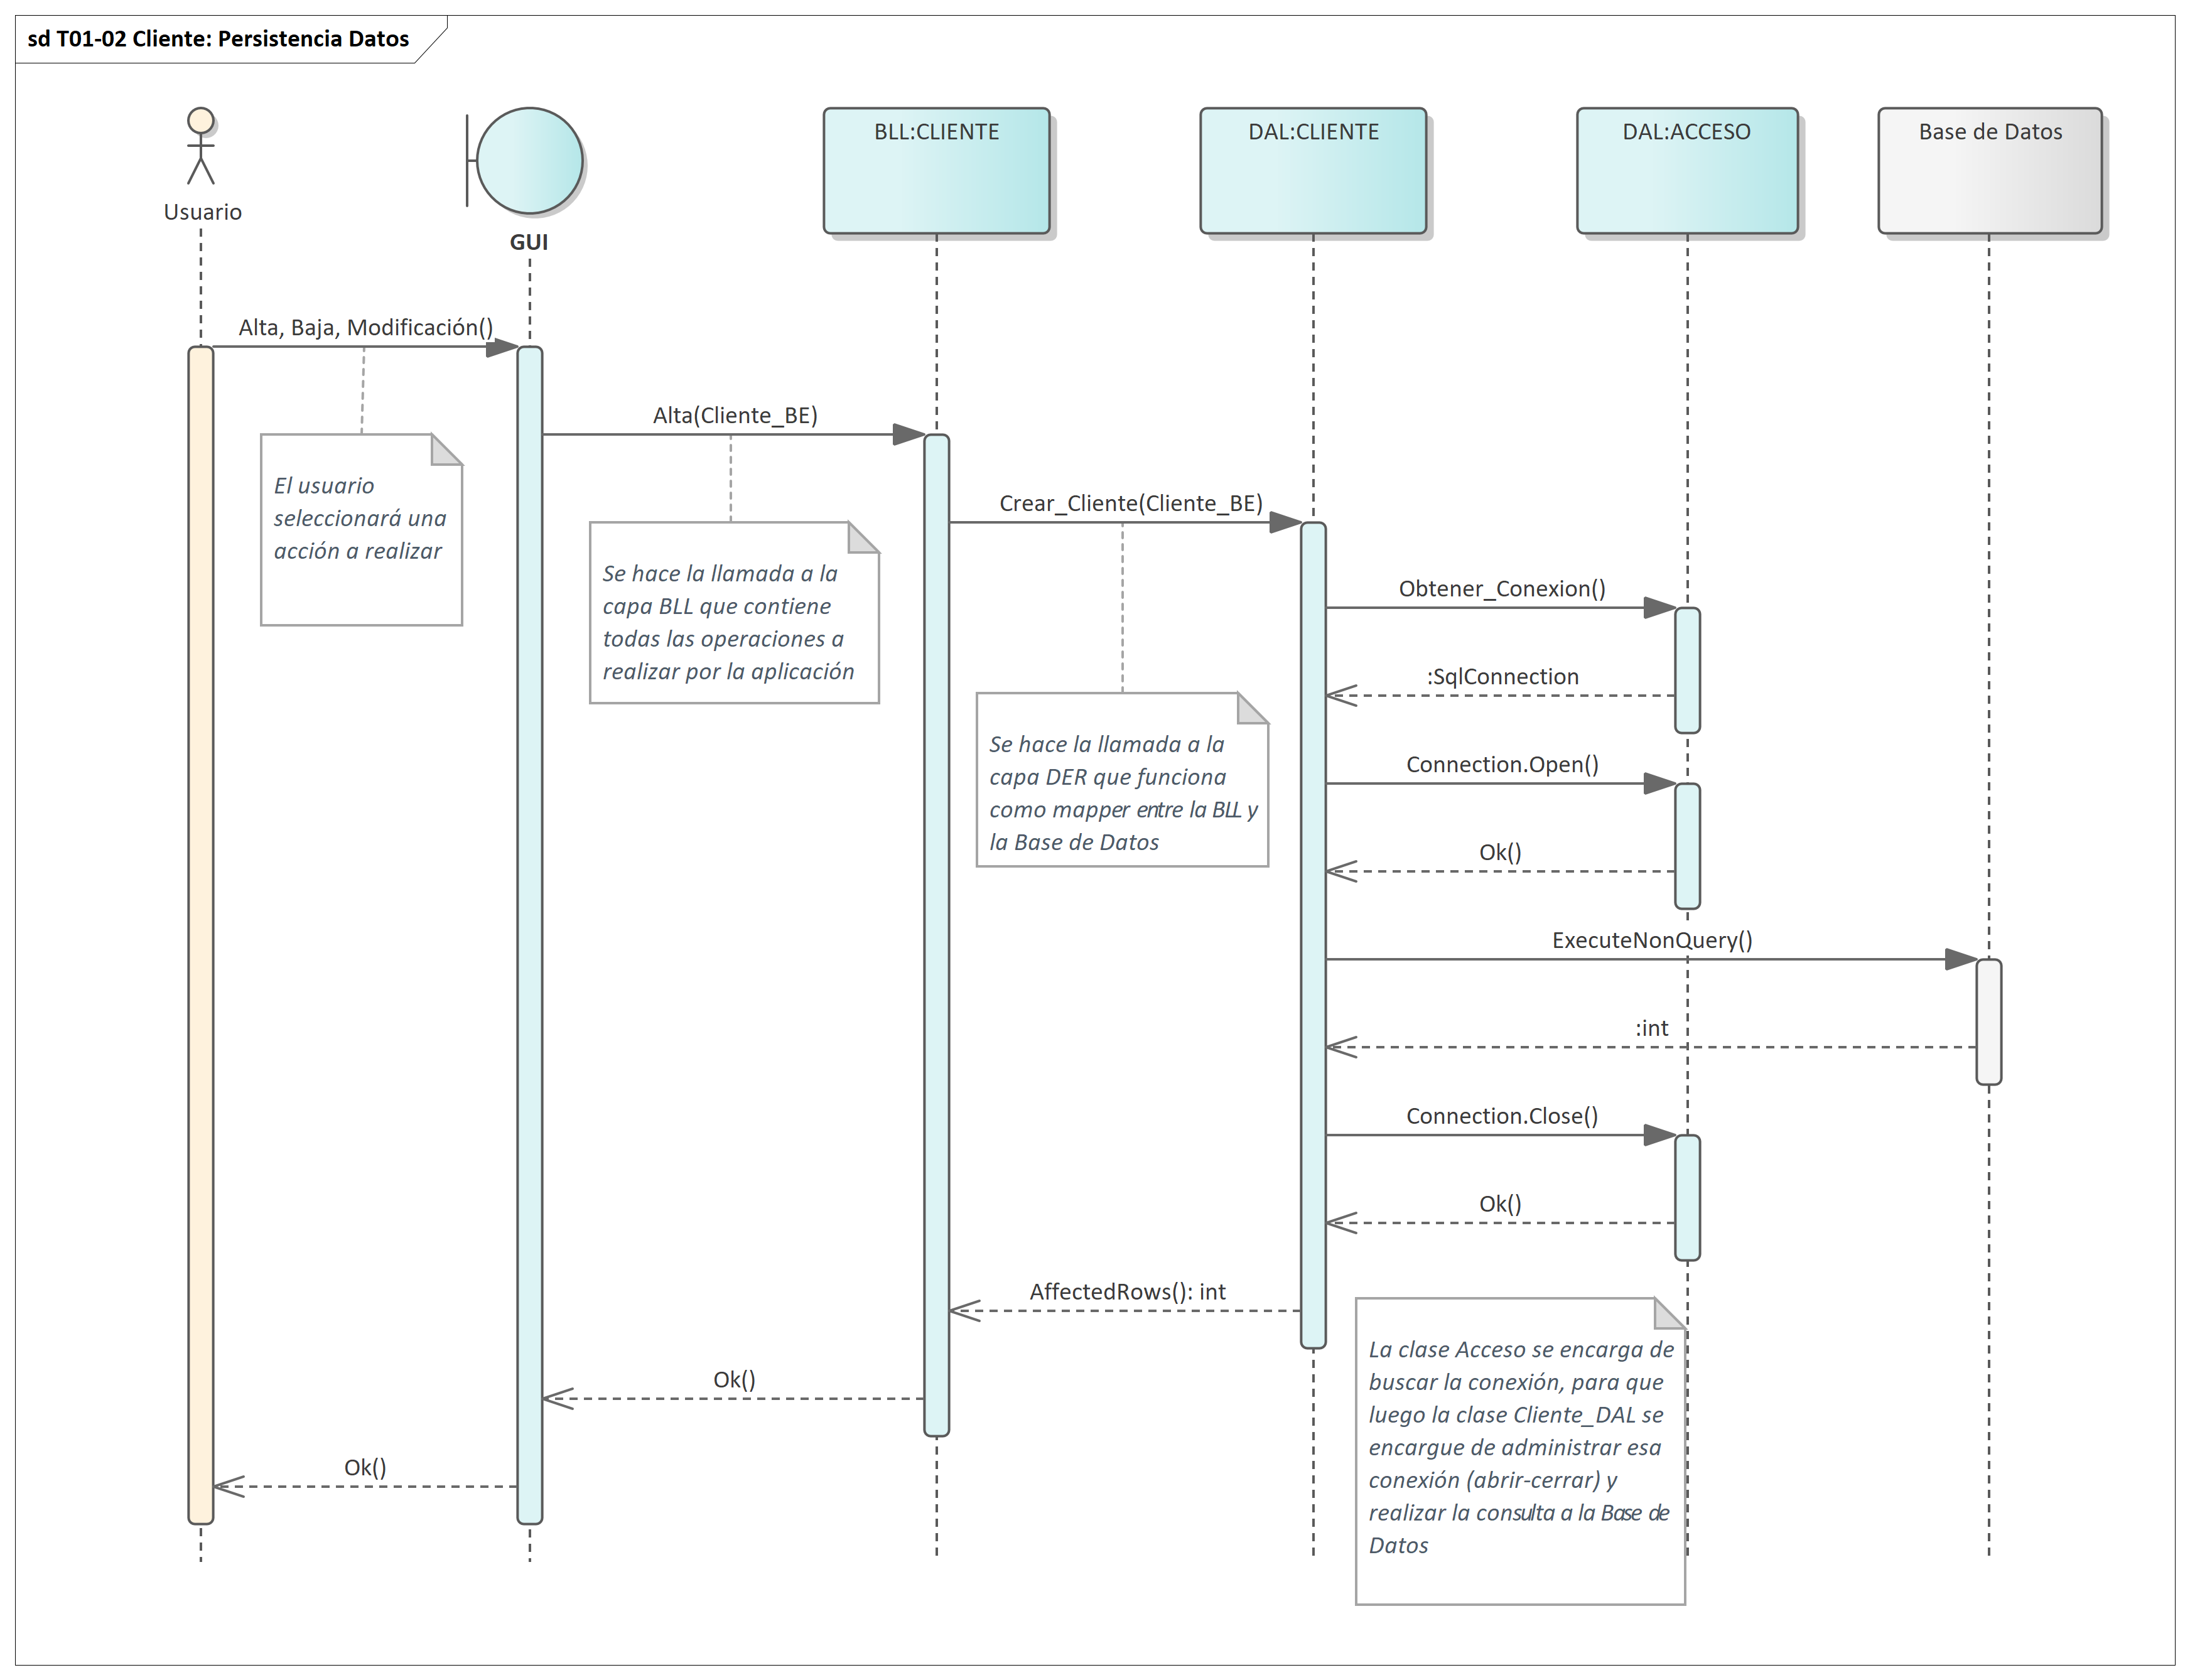 sd T01-02 Cliente: Persistencia Datos
Usuario
GUI
BLL:CLIENTE
DAL:CLIENTE
DAL:ACCESO
Base de Datos
Alta, Baja, Modificación()
El usuario
seleccionará una
acción a realizar
Alta(Cliente_BE)
Se hace la llamada a la
capa BLL que contiene
todas las operaciones a
realizar por la aplicación
Crear_Cliente(Cliente_BE)
Se hace la llamada a la
capa DER que funciona
como mapper entre la BLL y
la Base de Datos
Obtener_Conexion()
:SqlConnection
Connection.Open()
Ok()
ExecuteNonQuery()
:int
Connection.Close()
Ok()
AffectedRows(): int
La clase Acceso se encarga de
buscar la conexión, para que
luego la clase Cliente_DAL se
encargue de administrar esa
conexión (abrir-cerrar) y
realizar la consulta a la Base de
Datos
Ok()
Ok()